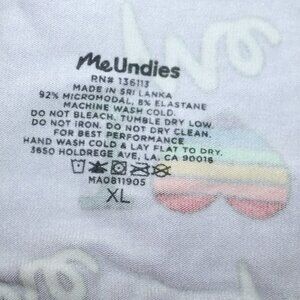 MeUndies
RN# 136113
MADE IN SRI LANKA
92% MICROMODAL, 8% ELASTANE
MACHINE WASH COLD.
DO NOT BLEACH. TUMBLE DRY LOW.
DO NOT IRON. DO NOT DRY CLEAN.
FOR BEST PERFORMANCE
HAND WASH COLD & LAY FLAT TO DRY.
3650 HOLDREGE AVE, LA, CA 90016
MA0811905
XL